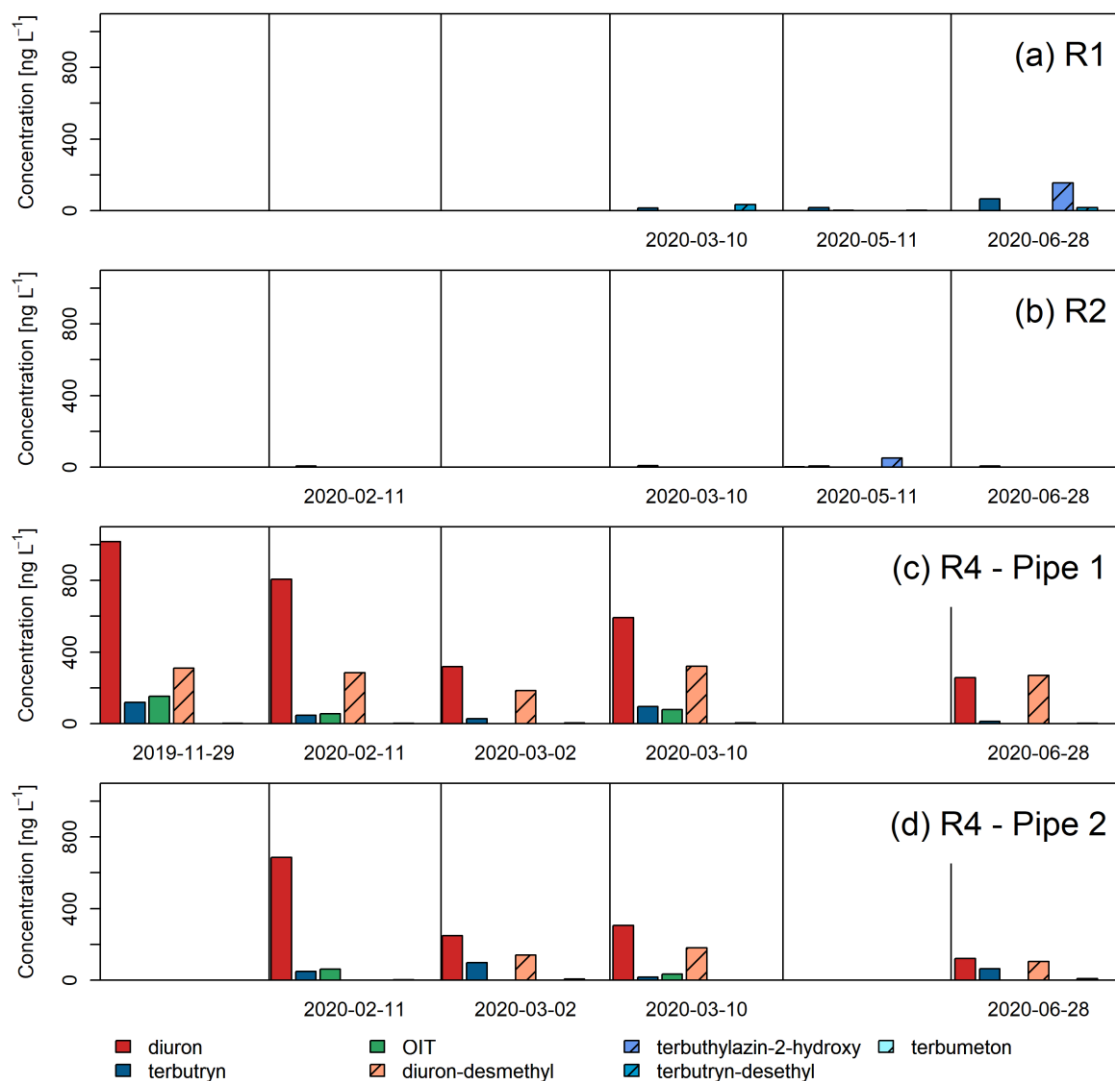 (a) R1
Concentration [ng L⁻¹]
800
400
0
2020-03-10 2020-05-11 2020-06-28
(b) R2
Concentration [ng L⁻¹]
800
400
0
2020-02-11 2020-03-10 2020-05-11 2020-06-28
(c) R4 - Pipe 1
Concentration [ng L⁻¹]
800
400
0
2019-11-29 2020-02-11 2020-03-02 2020-03-10 2020-06-28
(d) R4 - Pipe 2
Concentration [ng L⁻¹]
800
400
0
2020-02-11 2020-03-02 2020-03-10 2020-06-28
diuron OIT terbuthylazin-2-hydroxy terbumeton
terbutryn diuron-desmethyl terbutryn-desethyl